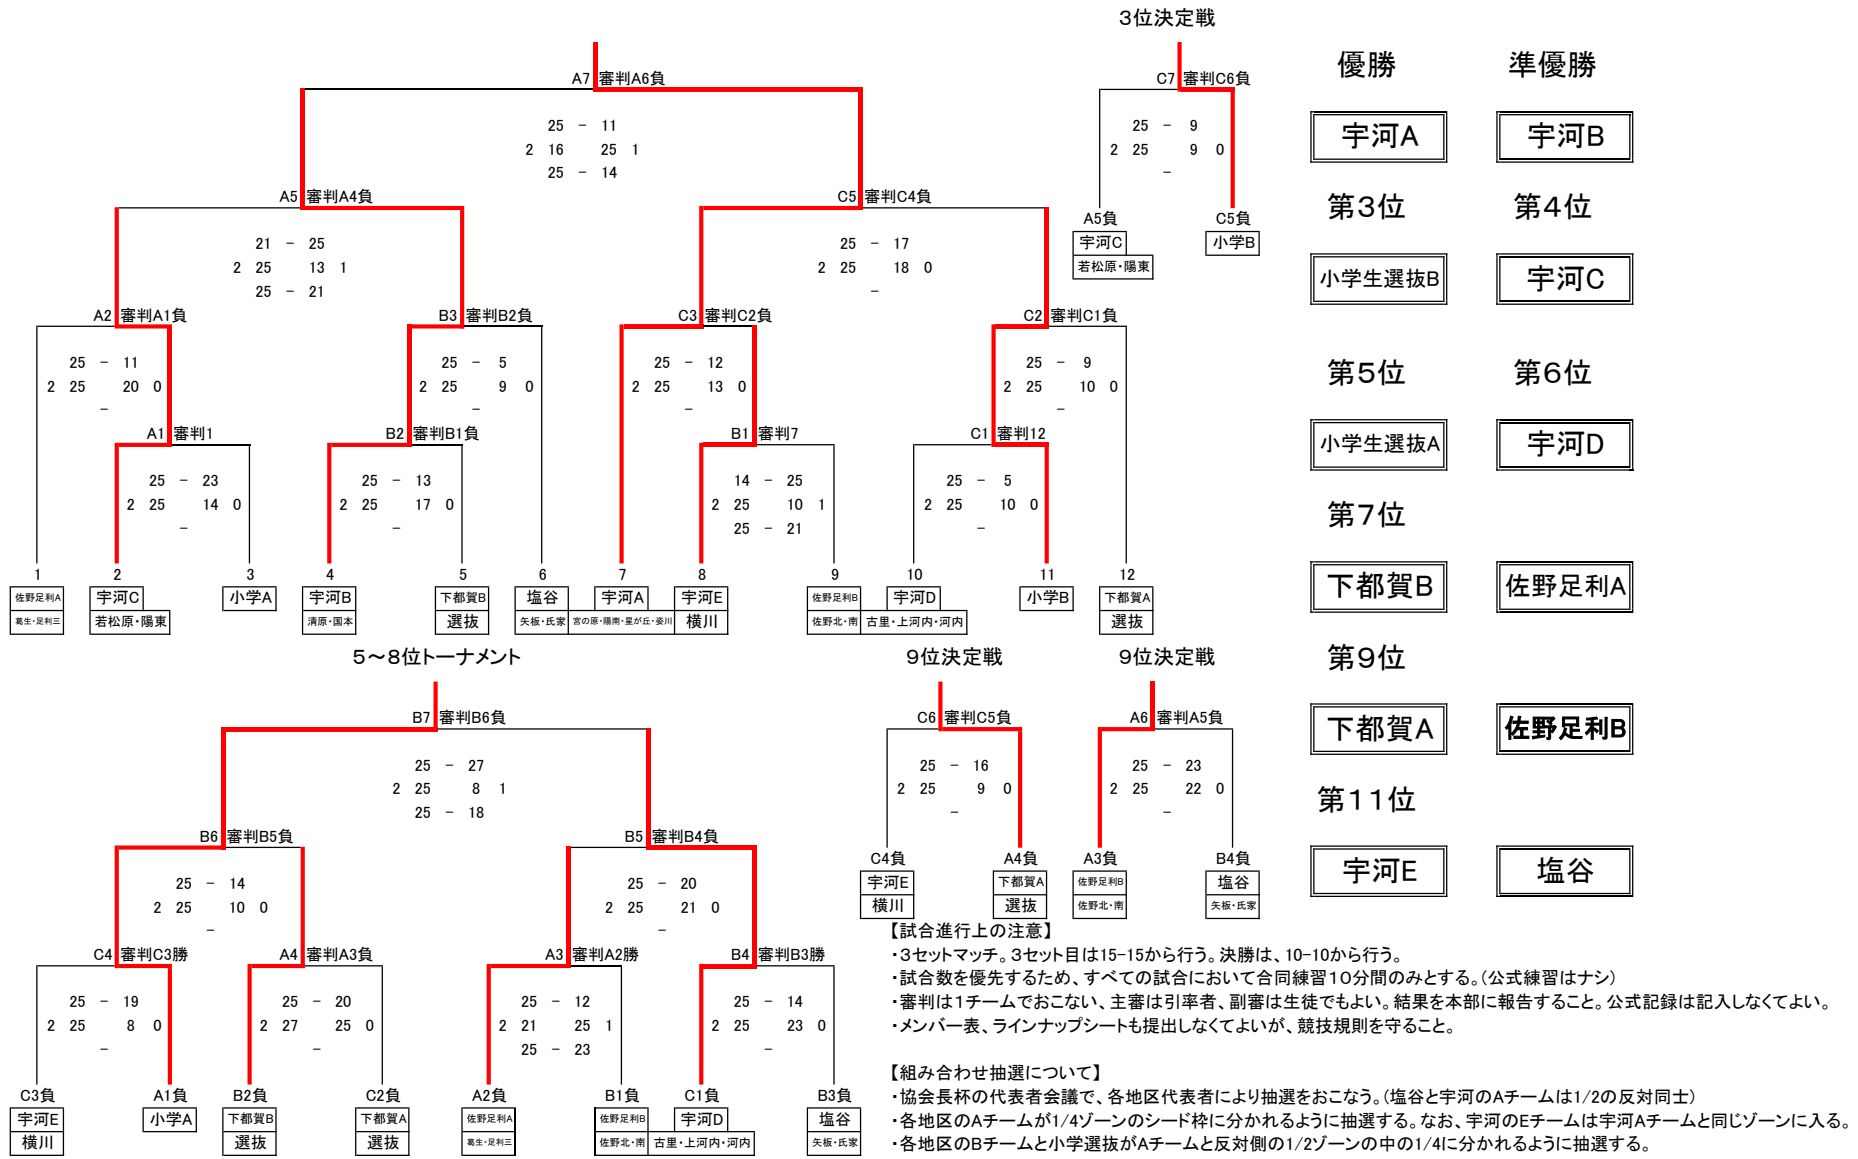 3位決定戦
A7 審判A6負
C7 審判C6負
優勝
準優勝
25 － 11
2 16 25 1
25 － 14
25 － 9
2 25 9 0
－
宇河A
宇河B
A5 審判A4負
C5 審判C4負
第3位
第4位
A5負
C5負
宇河C
若松原・陽東
小学B
21 － 25
2 25 13 1
25 － 21
25 － 17
2 25 18 0
－
小学生選抜B
宇河C
A2 審判A1負
B3 審判B2負
C3 審判C2負
C2 審判C1負
25 － 11
2 25 20 0
－
25 － 5
2 25 9 0
－
25 － 12
2 25 13 0
－
25 － 9
2 25 10 0
－
第5位
第6位
小学生選抜A
宇河D
A1 審判1
B2 審判B1負
B1 審判7
C1 審判12
25 － 23
2 25 14 0
－
25 － 13
2 25 17 0
－
14 － 25
2 25 10 1
25 － 21
25 － 5
2 25 10 0
－
第7位
下都賀B
佐野足利A
1 2 3 4 5 6 7 8 9 10 11 12
佐野足利A 宇河C 小学A 宇河B 下都賀B 塩谷 宇河A 宇河E 佐野足利B 宇河D 小学B 下都賀A
葛生・足利三 若松原・陽東 清原・国本 選抜 矢板・氏家 宮の原・陽南・星が丘・姿川 横川 佐野北・南 古里・上河内・河内 選抜
5～8位トーナメント
9位決定戦
9位決定戦
第9位
下都賀A
佐野足利B
B7 審判B6負
C6 審判C5負
A6 審判A5負
25 － 27
2 25 8 1
25 － 18
25 － 16
2 25 9 0
－
25 － 23
2 25 22 0
－
第11位
宇河E
塩谷
B6 審判B5負
B5 審判B4負
C4負
A4負
A3負
B4負
宇河E
横川
下都賀A
選抜
佐野足利B
佐野北・南
塩谷
矢板・氏家
25 － 14
2 25 10 0
－
25 － 20
2 25 21 0
－
C4 審判C3勝
A4 審判A3負
A3 審判A2勝
B4 審判B3勝
25 － 19
2 25 8 0
－
25 － 20
2 27 25 0
－
25 － 12
2 21 25 1
25 － 23
25 － 14
2 25 23 0
－
C3負 A1負 B2負 C2負 A2負 B1負 C1負 B3負
宇河E 小学A 下都賀B 下都賀A 佐野足利A 佐野足利B 宇河D 塩谷
横川 選抜 選抜 葛生・足利三 佐野北・南 古里・上河内・河内 矢板・氏家
【試合進行上の注意】
・3セットマッチ。3セット目は15-15から行う。決勝は、10-10から行う。
・試合数を優先するため、すべての試合において合同練習10分間のみとする。(公式練習はナシ)
・審判は1チームでおこない、主審は引率者、副審は生徒でもよい。結果を本部に報告すること。公式記録は記入しなくてよい。
・メンバー表、ラインナップシートも提出しなくてよいが、競技規則を守ること。
【組み合わせ抽選について】
・協会長杯の代表者会議で、各地区代表者により抽選をおこなう。(塩谷と宇河のAチームは1/2の反対同士)
・各地区のAチームが1/4ゾーンのシード枠に分かれるように抽選する。なお、宇河のEチームは宇河Aチームと同じゾーンに入る。
・各地区のBチームと小学選抜がAチームと反対側の1/2ゾーンの中の1/4に分かれるように抽選する。